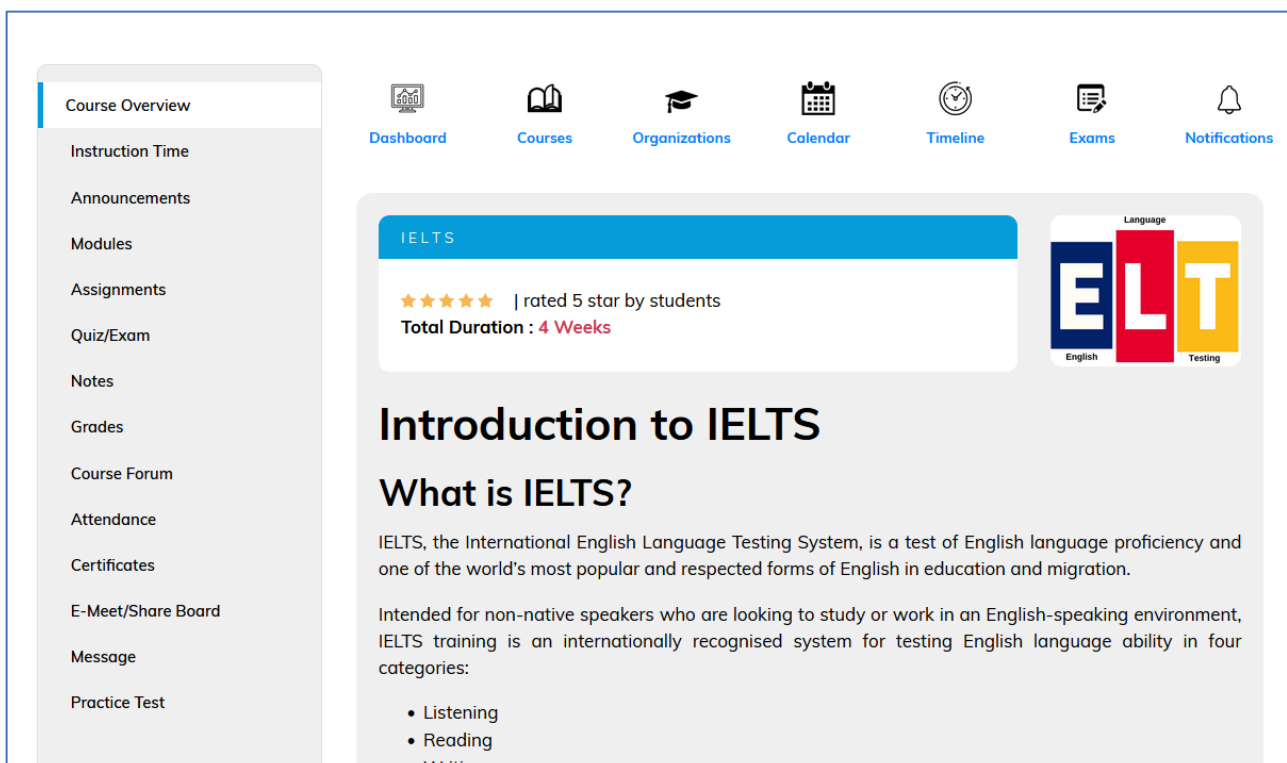 Course Overview
Instruction Time
Announcements
Modules
Assignments
Quiz/Exam
Notes
Grades
Course Forum
Attendance
Certificates
E-Meet/Share Board
Message
Practice Test
Dashboard
Courses
Organizations
Calendar
Timeline
Exams
Notifications
IELTS
| rated 5 star by students
Total Duration : 4 Weeks
Language
ELT
English
Testing
Introduction to IELTS
What is IELTS?
IELTS, the International English Language Testing System, is a test of English language proficiency and
one of the world's most popular and respected forms of English in education and migration.
Intended for non-native speakers who are looking to study or work in an English-speaking environment,
IELTS training is an internationally recognised system for testing English language ability in four
categories:
• Listening
• Reading